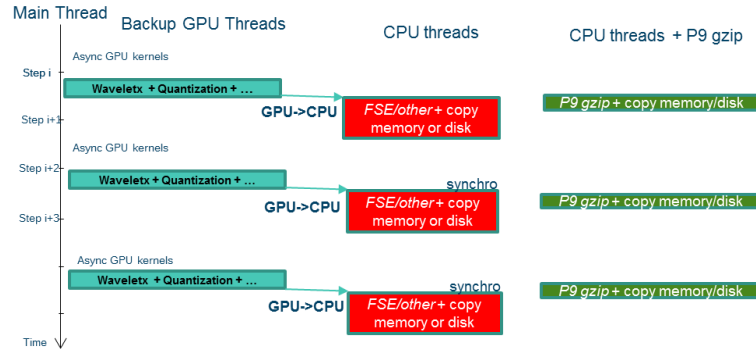 Main Thread
Backup GPU Threads
CPU threads
CPU threads + P9 gzip
Async GPU kernels
Step i
Waveletx + Quantization + ...
GPU->CPU
FSE/other + copy
memory or disk
P9 gzip + copy memory/disk
Step i+1
Async GPU kernels
Step i+2
Waveletx + Quantization + ...
synchro
GPU->CPU
FSE/other + copy
memory or disk
P9 gzip + copy memory/disk
Step i+3
Async GPU kernels
Waveletx + Quantization + ...
synchro
GPU->CPU
FSE/other + copy
memory or disk
P9 gzip + copy memory/disk
Time